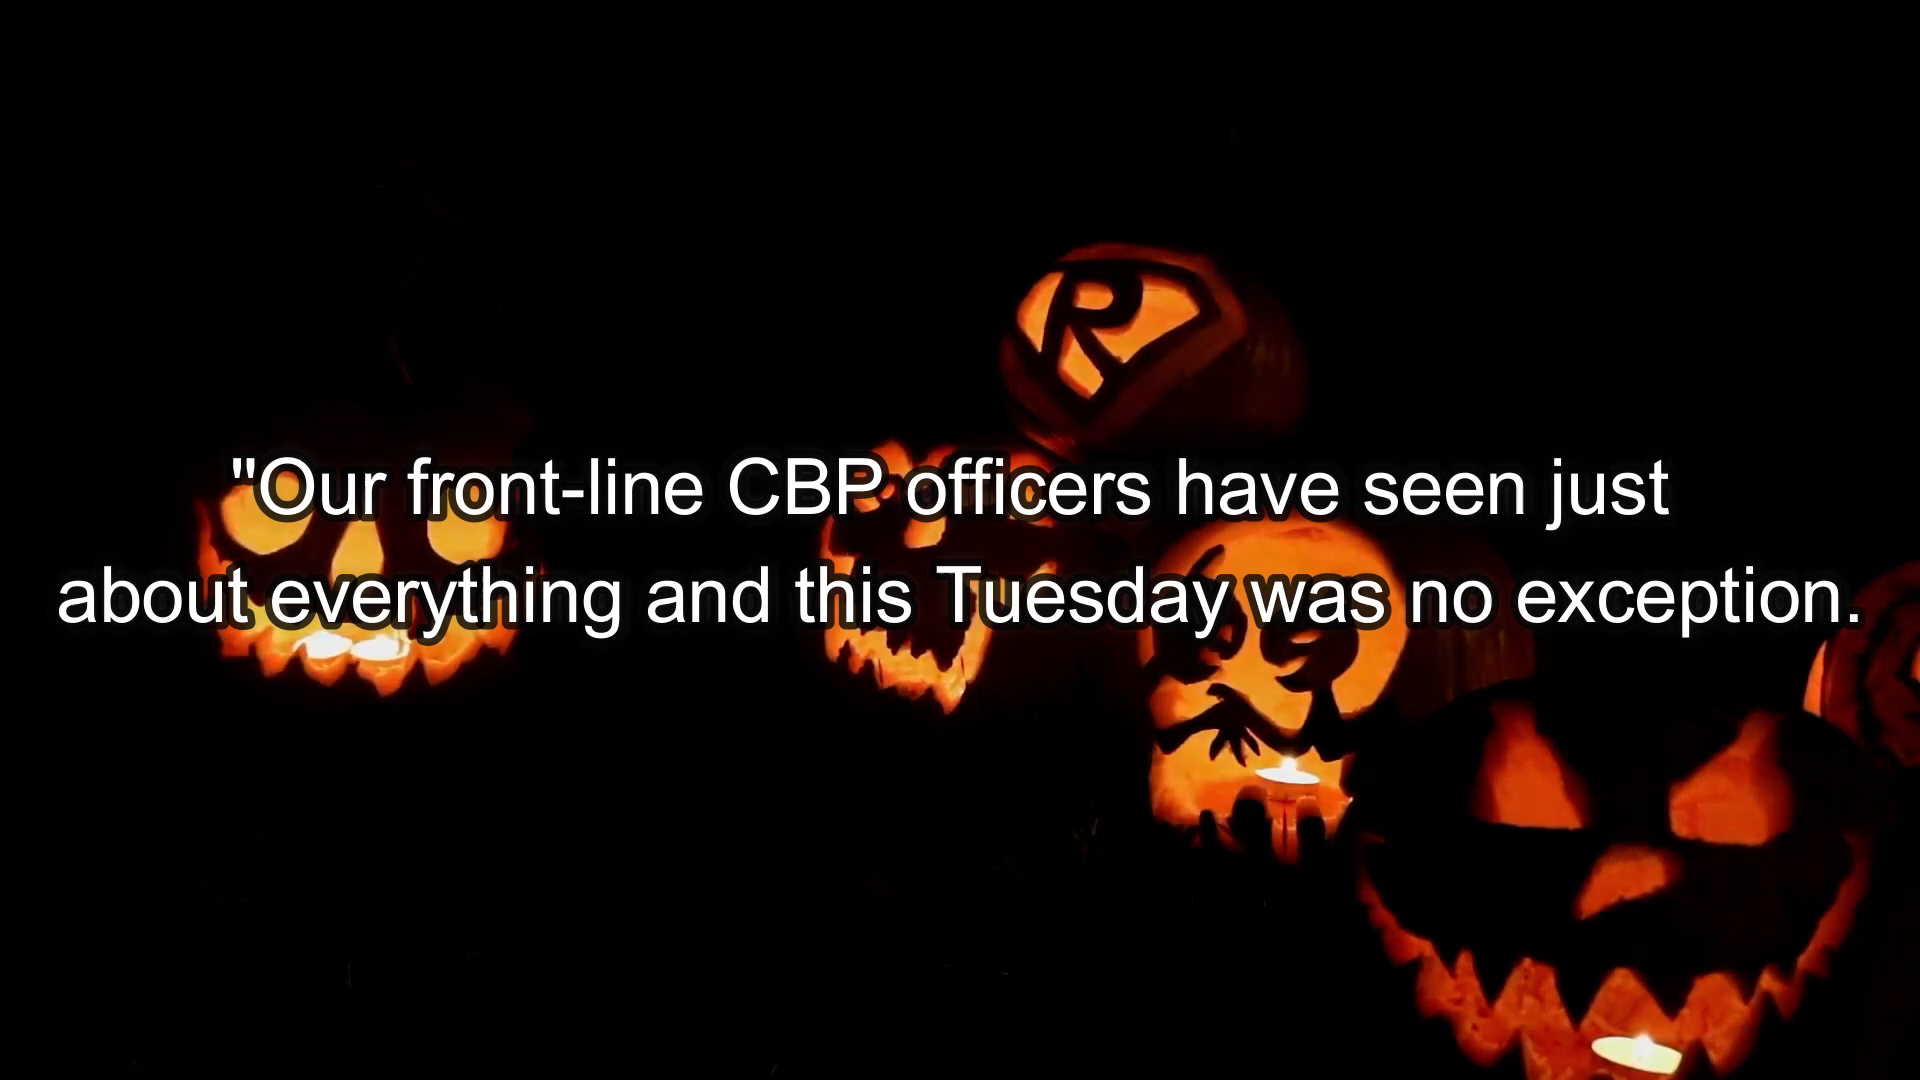 R
"Our front-line CBP officers have seen just
about everything and this Tuesday was no exception.